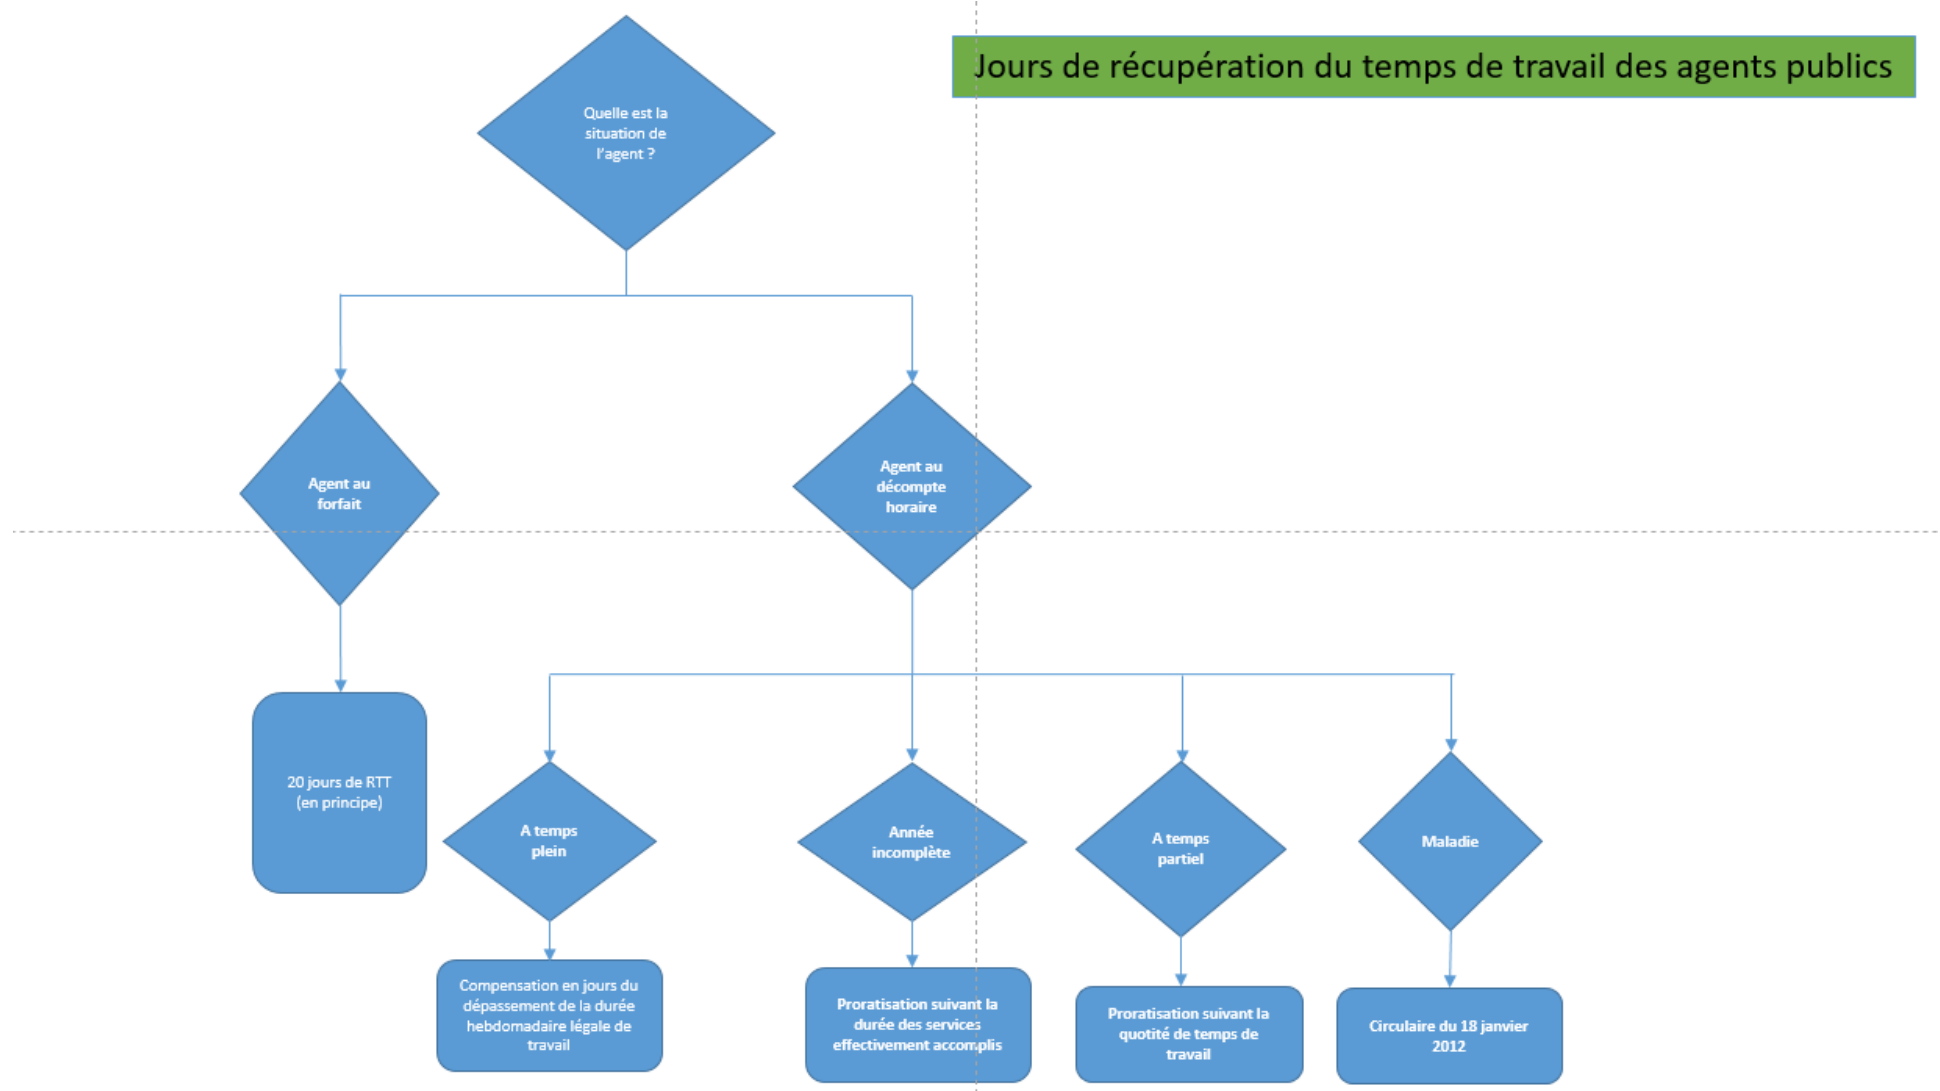 Jours de récupération du temps de travail des agents publics
Quelle est la
situation de
l'agent ?
Agent au
forfait
Agent au
décompte
horaire
20 jours de RTT
(en principe)
A temps
plein
Année
incomplète
A temps
partiel
Maladie
Compensation en jours du
dépassement de la durée
hebdomadaire légale de
travail
Proratisation suivant la
durée des services
effectivement accomplis
Proratisation suivant la
quotité de temps de
travail
Circulaire du 18 janvier
2012